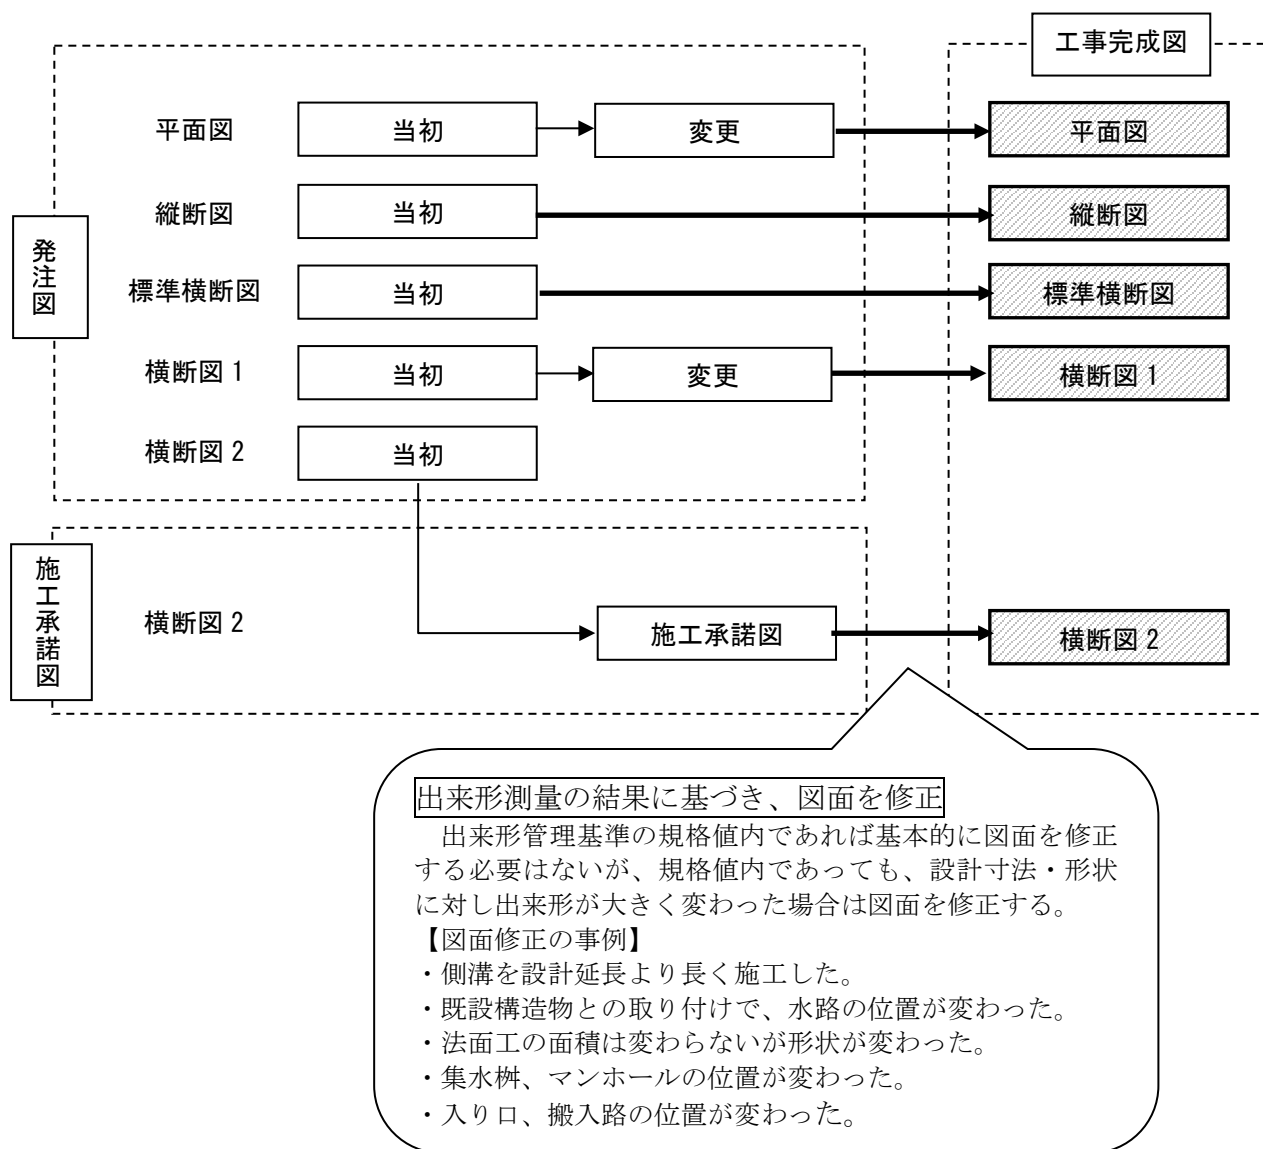 工事完成図
平面図 当初 変更 平面図
縦断図 当初 縦断図
発注図
標準横断図 当初 標準横断図
横断図 1 当初 変更 横断図 1
横断図 2 当初
施工承諾図
横断図 2 施工承諾図 横断図 2
出来形測量の結果に基づき、図面を修正
出来形管理基準の規格値内であれば基本的に図面を修正
する必要はないが、規格値内であっても、設計寸法・形状
に対し出来形が大きく変わった場合は図面を修正する。
【図面修正の事例】
・側溝を設計延長より長く施工した。
・既設構造物との取り付けで、水路の位置が変わった。
・法面工の面積は変わらないが形状が変わった。
・集水桝、マンホールの位置が変わった。
・入り口、搬入路の位置が変わった。